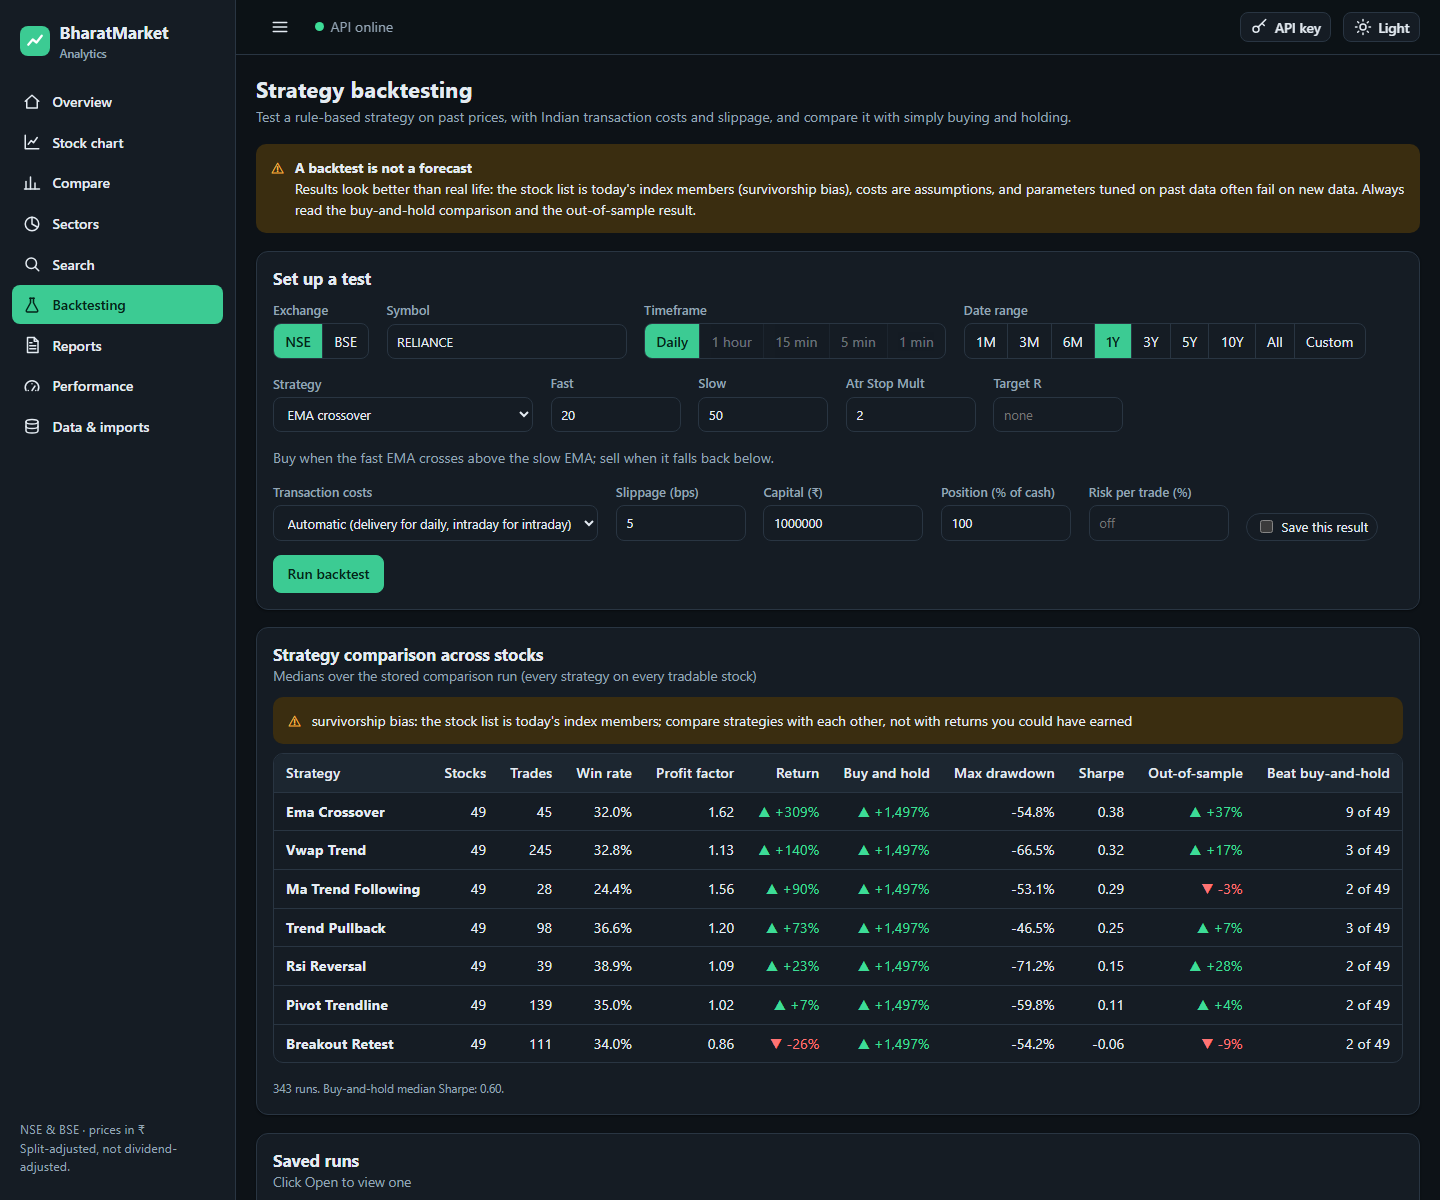 BharatMarket
Analytics
Overview
Stock chart
Compare
Sectors
Search
Backtesting
Reports
Performance
Data & imports
NSE & BSE · prices in ₹
Split-adjusted, not dividend-
adjusted.
API online
API key
Light
Strategy backtesting
Test a rule-based strategy on past prices, with Indian transaction costs and slippage, and compare it with simply buying and holding.
A backtest is not a forecast
Results look better than real life: the stock list is today's index members (survivorship bias), costs are assumptions, and parameters tuned on past data often fail on new data. Always
read the buy-and-hold comparison and the out-of-sample result.
Set up a test
Exchange Symbol Timeframe Date range
NSE BSE RELIANCE Daily 1 hour 15 min 5 min 1 min 1M 3M 6M 1Y 3Y 5Y 10Y All Custom
Strategy Fast Slow Atr Stop Mult Target R
EMA crossover 20 50 2 none
Buy when the fast EMA crosses above the slow EMA; sell when it falls back below.
Transaction costs Slippage (bps) Capital (₹) Position (% of cash) Risk per trade (%)
Automatic (delivery for daily, intraday for intraday) 5 1000000 100 off Save this result
Run backtest
Strategy comparison across stocks
Medians over the stored comparison run (every strategy on every tradable stock)
survivorship bias: the stock list is today's index members; compare strategies with each other, not with returns you could have earned
Strategy Stocks Trades Win rate Profit factor Return Buy and hold Max drawdown Sharpe Out-of-sample Beat buy-and-hold
Ema Crossover 49 45 32.0% 1.62 ▲ +309% ▲ +1,497% -54.8% 0.38 ▲ +37% 9 of 49
Vwap Trend 49 245 32.8% 1.13 ▲ +140% ▲ +1,497% -66.5% 0.32 ▲ +17% 3 of 49
Ma Trend Following 49 28 24.4% 1.56 ▲ +90% ▲ +1,497% -53.1% 0.29 ▼ -3% 2 of 49
Trend Pullback 49 98 36.6% 1.20 ▲ +73% ▲ +1,497% -46.5% 0.25 ▲ +7% 3 of 49
Rsi Reversal 49 39 38.9% 1.09 ▲ +23% ▲ +1,497% -71.2% 0.15 ▲ +28% 2 of 49
Pivot Trendline 49 139 35.0% 1.02 ▲ +7% ▲ +1,497% -59.8% 0.11 ▲ +4% 2 of 49
Breakout Retest 49 111 34.0% 0.86 ▼ -26% ▲ +1,497% -54.2% -0.06 ▼ -9% 2 of 49
343 runs. Buy-and-hold median Sharpe: 0.60.
Saved runs
Click Open to view one